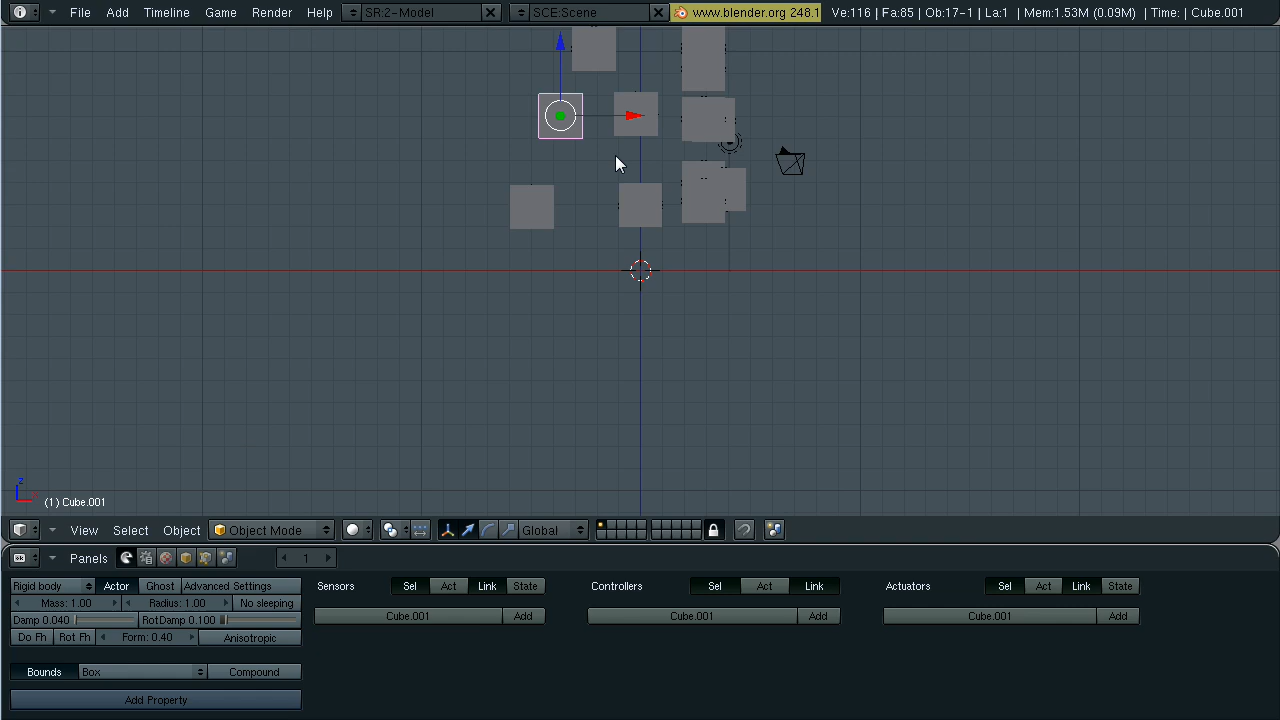 File Add Timeline Game Render Help SR:2-Model SCE:Scene www.blender.org 248.1 Ve:116 | Fa:85 | Ob:17-1 | La:1 | Mem:1.53M (0.09M) | Time: | Cube.001
z
(1) Cube.001
View Select Object Object Mode Global
Panels 1
Rigid body Actor Ghost Advanced Settings Sensors Sel Act Link State Controllers Sel Act Link Actuators Sel Act Link State
Mass: 1.00 Radius: 1.00 No sleeping Cube.001 Add Cube.001 Add Cube.001 Add
Damp 0.040 RotDamp 0.100
Do Fh Rot Fh Form: 0.40 Anisotropic
Bounds Box Compound
Add Property